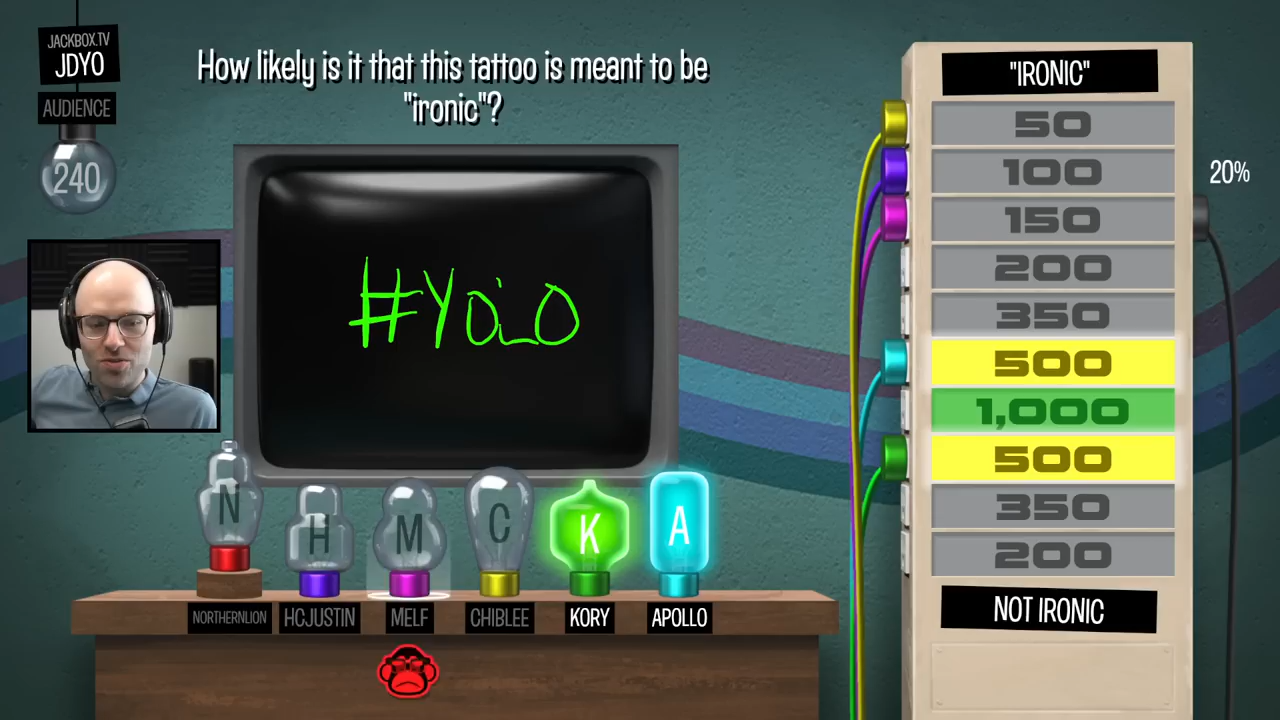 JACKBOX.TV
JDYO
AUDIENCE
240
How likely is it that this tattoo is meant to be
"ironic"?
#YOLO
"IRONIC"
50
100
150
200
350
500
1,000
500
350
200
NOT IRONIC
20%
N
H
M
C
K
A
NORTHERNLION
HCJUSTIN
MELF
CHIBLEE
KORY
APOLLO